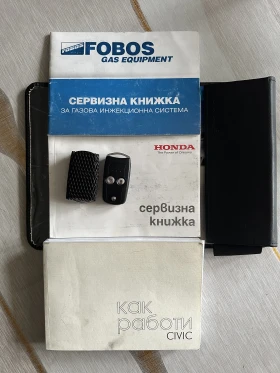 FOBOS
FOBOS
GAS EQUIPMENT
СЕРВИЗНА КНИЖКА
ЗА ГАЗОВА ИНЖЕКЦИОННА СИСТЕМА
HONDA
The Power of Dreams
сервизна
книжка
как
работи
CIVIC